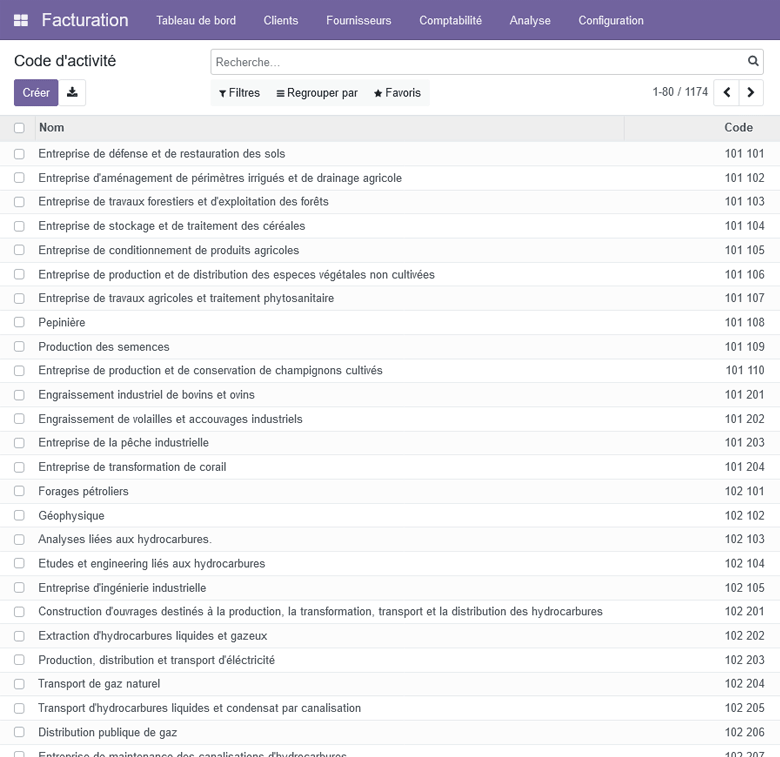 Facturation Tableau de bord Clients Fournisseurs Comptabilité Analyse Configuration
Code d'activité
Recherche...
Créer Filtres Regrouper par Favoris 1-80 / 1174
Nom Code
Entreprise de défense et de restauration des sols 101 101
Entreprise d'aménagement de périmètres irrigués et de drainage agricole 101 102
Entreprise de travaux forestiers et d'exploitation des forêts 101 103
Entreprise de stockage et de traitement des céréales 101 104
Entreprise de conditionnement de produits agricoles 101 105
Entreprise de production et de distribution des especes végétales non cultivées 101 106
Entreprise de travaux agricoles et traitement phytosanitaire 101 107
Pepinière 101 108
Production des semences 101 109
Entreprise de production et de conservation de champignons cultivés 101 110
Engraissement industriel de bovins et ovins 101 201
Engraissement de volailles et accouvages industriels 101 202
Entreprise de la pêche industrielle 101 203
Entreprise de transformation de corail 101 204
Forages pétroliers 102 101
Géophysique 102 102
Analyses liées aux hydrocarbures. 102 103
Etudes et engineering liés aux hydrocarbures 102 104
Entreprise d'ingénierie industrielle 102 105
Construction d'ouvrages destinés à la production, la transformation, transport et la distribution des hydrocarbures 102 201
Extraction d'hydrocarbures liquides et gazeux 102 202
Production, distribution et transport d'éléctricité 102 203
Transport de gaz naturel 102 204
Transport d'hydrocarbures liquides et condensat par canalisation 102 205
Distribution publique de gaz 102 206
Entreprise de maintenance des canalisations d'hydrocarbures 102 207